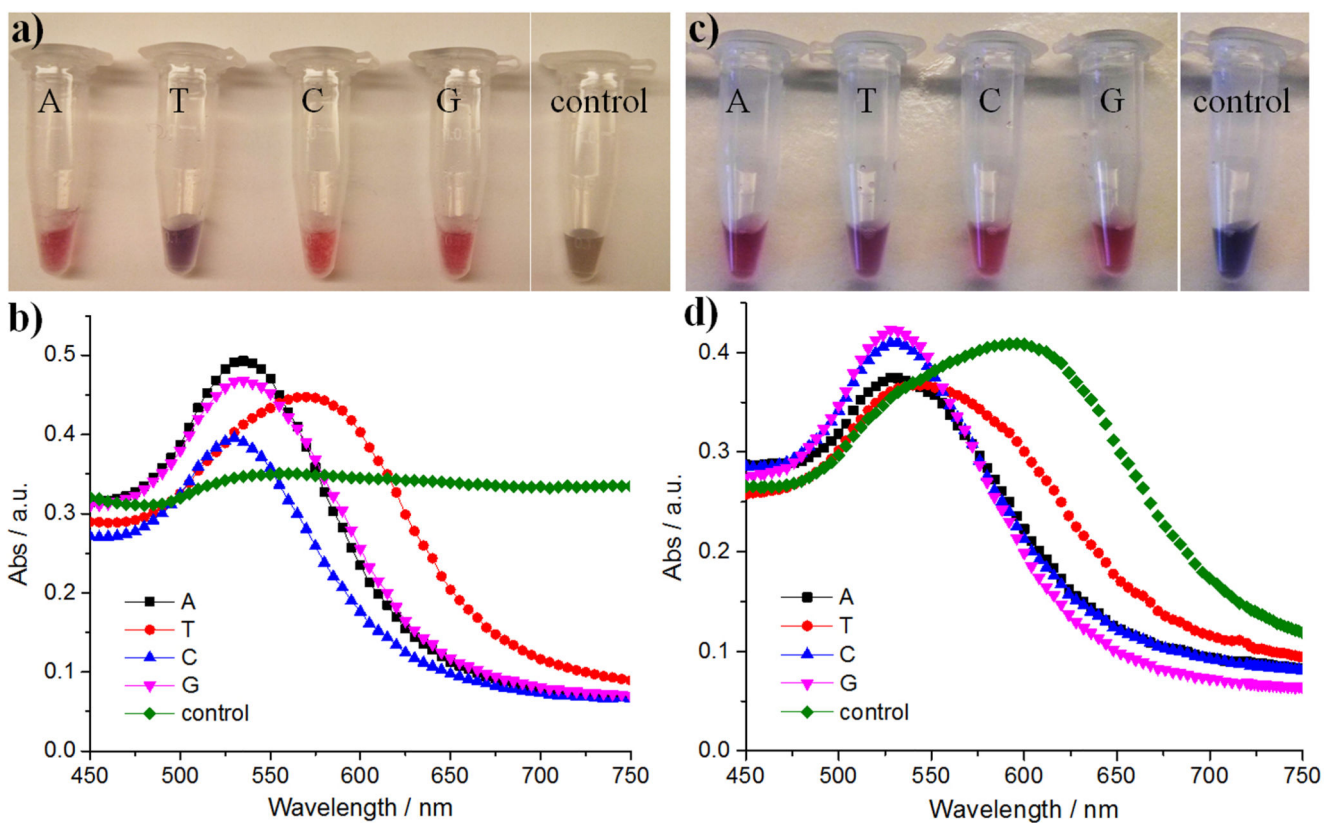 a)
A T C G control
c)
A T C G control
b)
Abs / a.u.
0.5
0.4
0.3
0.2
0.1
0.0
A
T
C
G
control
450 500 550 600 650 700 750
Wavelength / nm
d)
Abs / a.u.
0.4
0.3
0.2
0.1
0.0
A
T
C
G
control
450 500 550 600 650 700 750
Wavelength / nm